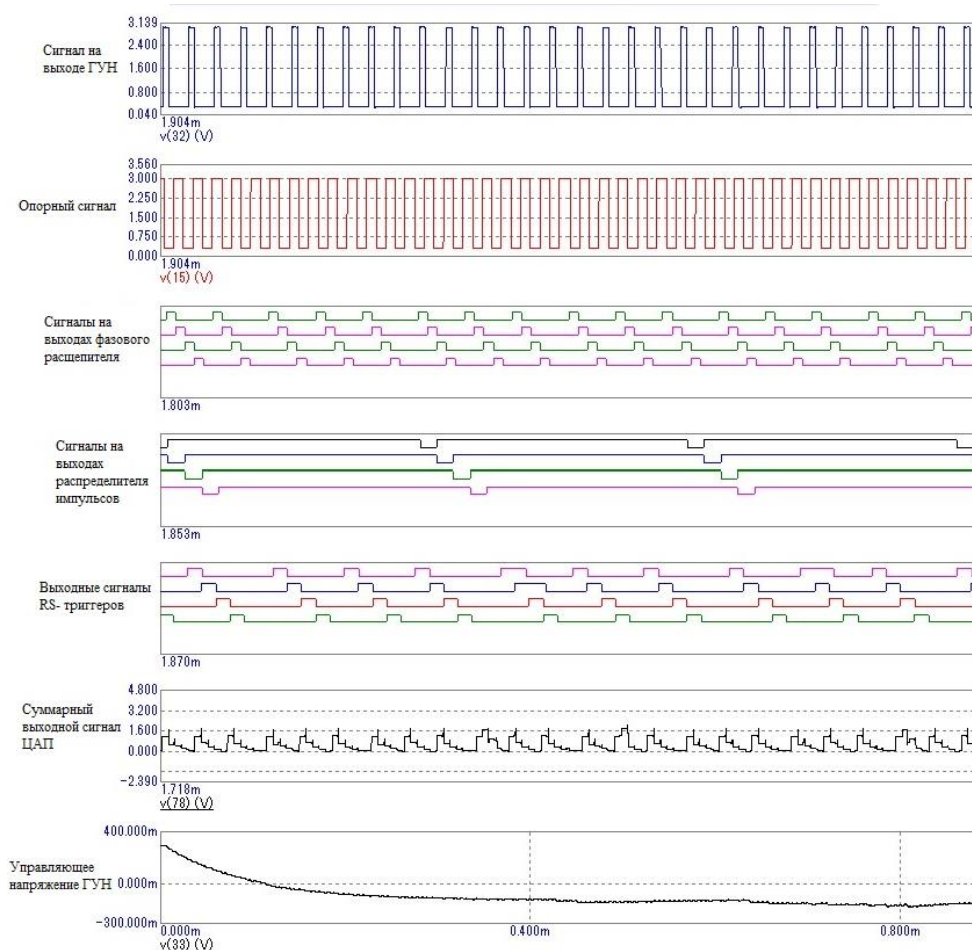 3.139
2.400
Сигнал на
выходе ГУН
1.600
0.800
0.040
1.904m
v(32) (V)
3.560
3.000
2.250
Опорный сигнал
1.500
0.750
0.000
1.904m
v(15) (V)
Сигналы на
выходах фазового
расщепителя
1.803m
Сигналы на
выходах
распределителя
импульсов
1.853m
Выходные сигналы
RS- триггеров
1.870m
4.800
3.200
Суммарный
выходной сигнал
ЦАП
1.600
0.000
-2.390
1.718m
v(78) (V)
400.000m
Управляющее
напряжение ГУН
0.000m
-300.000m
0.000m
0.400m
0.800m
v(33) (V)